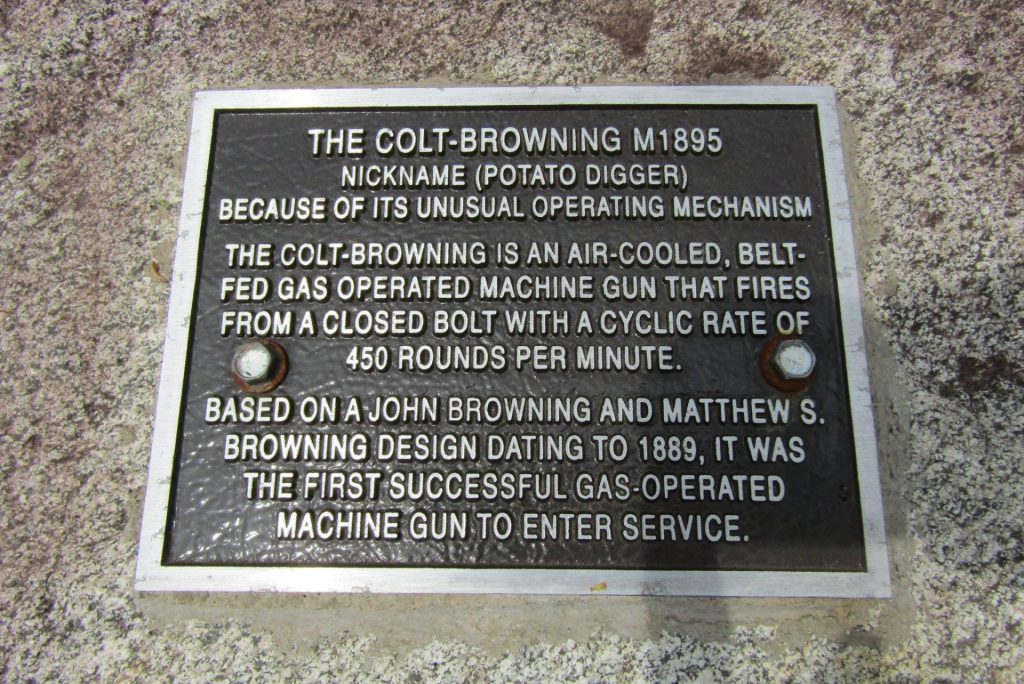 THE COLT-BROWNING M1895
NICKNAME (POTATO DIGGER)
BECAUSE OF ITS UNUSUAL OPERATING MECHANISM
THE COLT-BROWNING IS AN AIR-COOLED, BELT-
FED GAS OPERATED MACHINE GUN THAT FIRES
FROM A CLOSED BOLT WITH A CYCLIC RATE OF
450 ROUNDS PER MINUTE.
BASED ON A JOHN BROWNING AND MATTHEW S.
BROWNING DESIGN DATING TO 1889, IT WAS
THE FIRST SUCCESSFUL GAS-OPERATED
MACHINE GUN TO ENTER SERVICE.